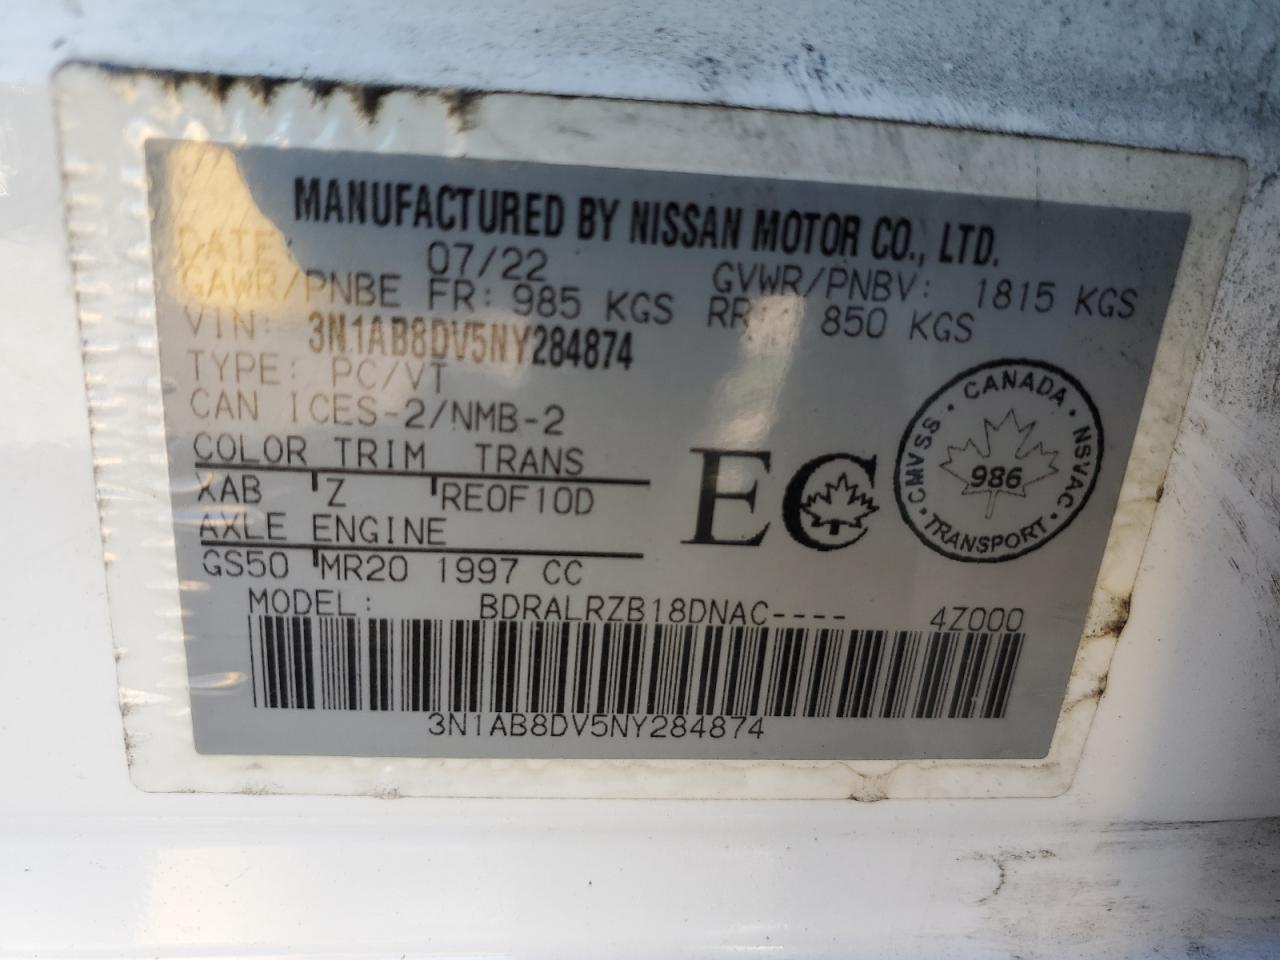 MANUFACTURED BY NISSAN MOTOR CO., LTD.
DATE: 07/22 GVWR/PNBV: 1815 KGS
GAWR/PNBE FR: 985 KGS RR: 850 KGS
VIN: 3N1AB8DV5NY284874
TYPE: PC/VT
CAN ICES-2/NMB-2
COLOR TRIM TRANS
XAB Z RE0F10D
AXLE ENGINE
GS50 MR20 1997 CC
MODEL: BDRALRZB18DNAC---- 4Z000
3N1AB8DV5NY284874
EC
CANADA · NSVAC · TRANSPORT · CMVSS ·
986